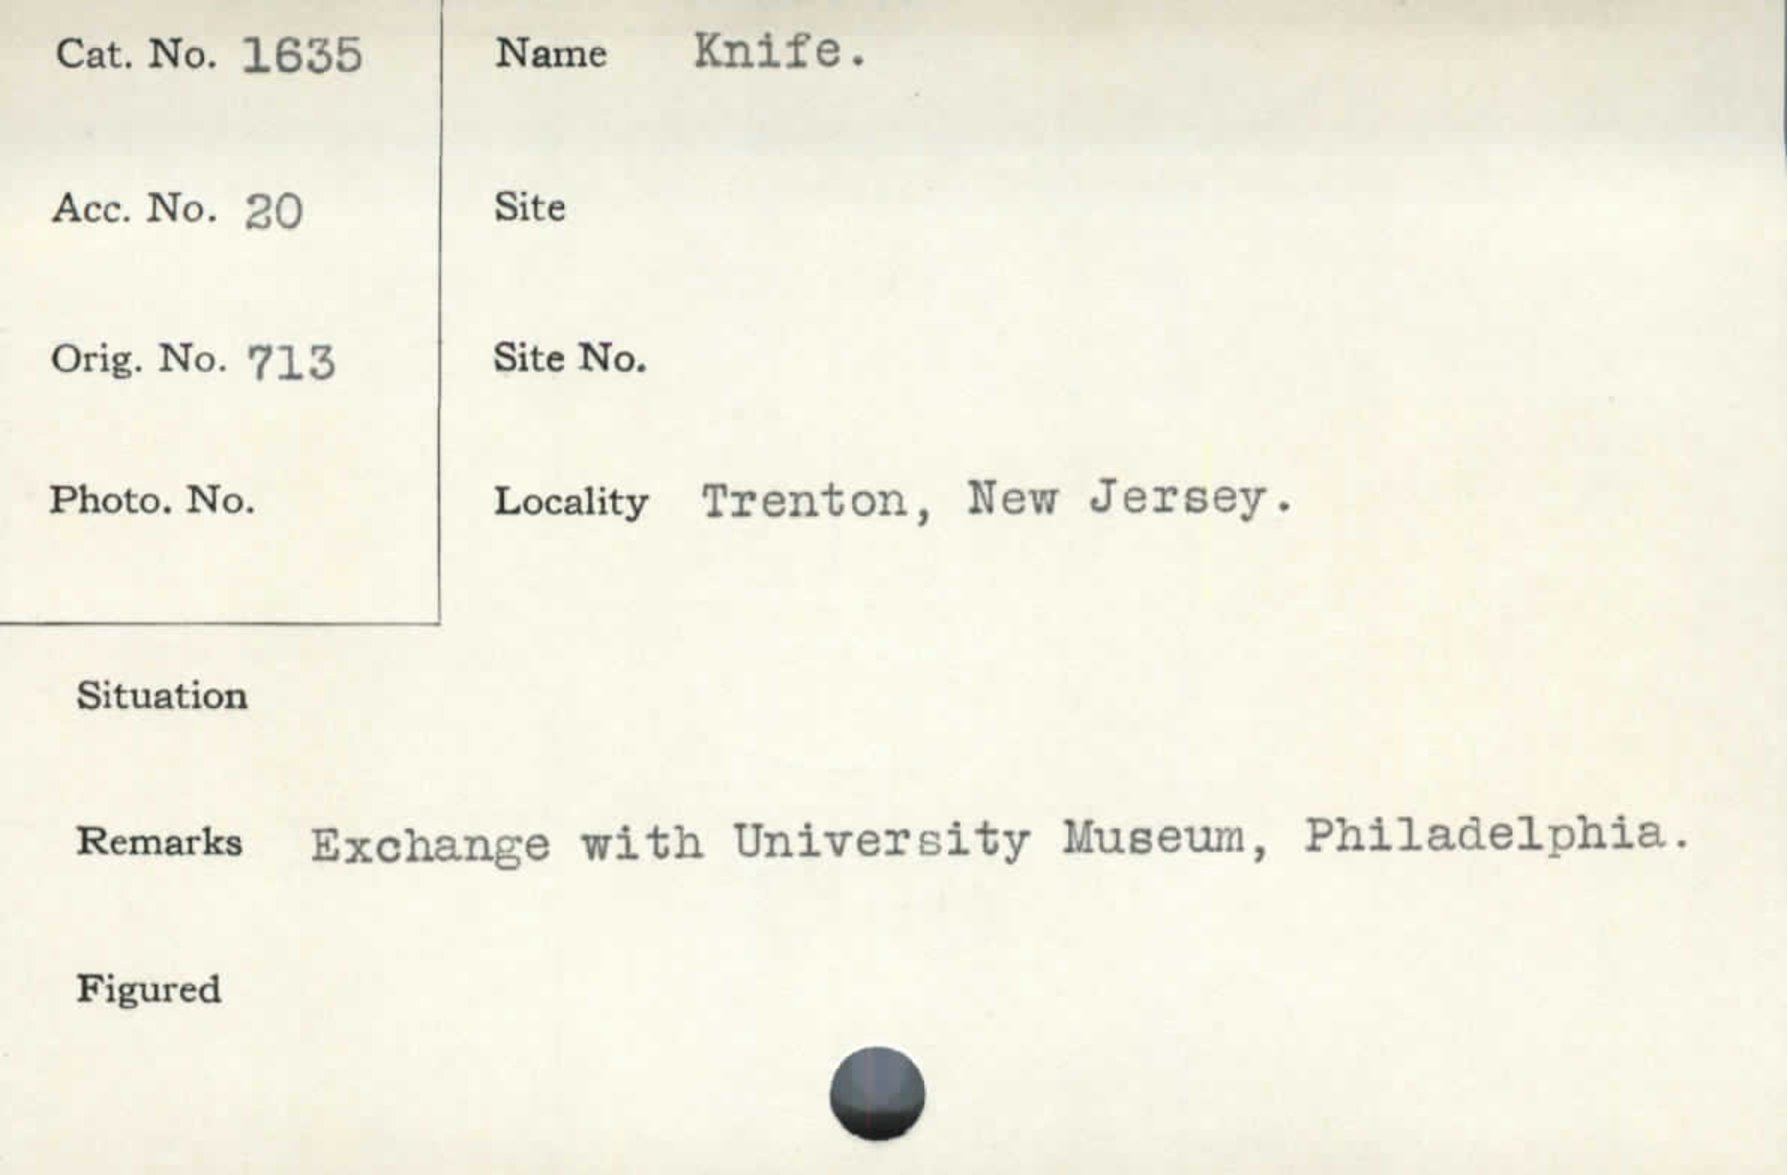 Cat. No. 1635
Name Knife.
Acc. No. 20
Site
Orig. No. 713
Site No.
Photo. No.
Locality Trenton, New Jersey.
Situation
Remarks Exchange with University Museum, Philadelphia.
Figured